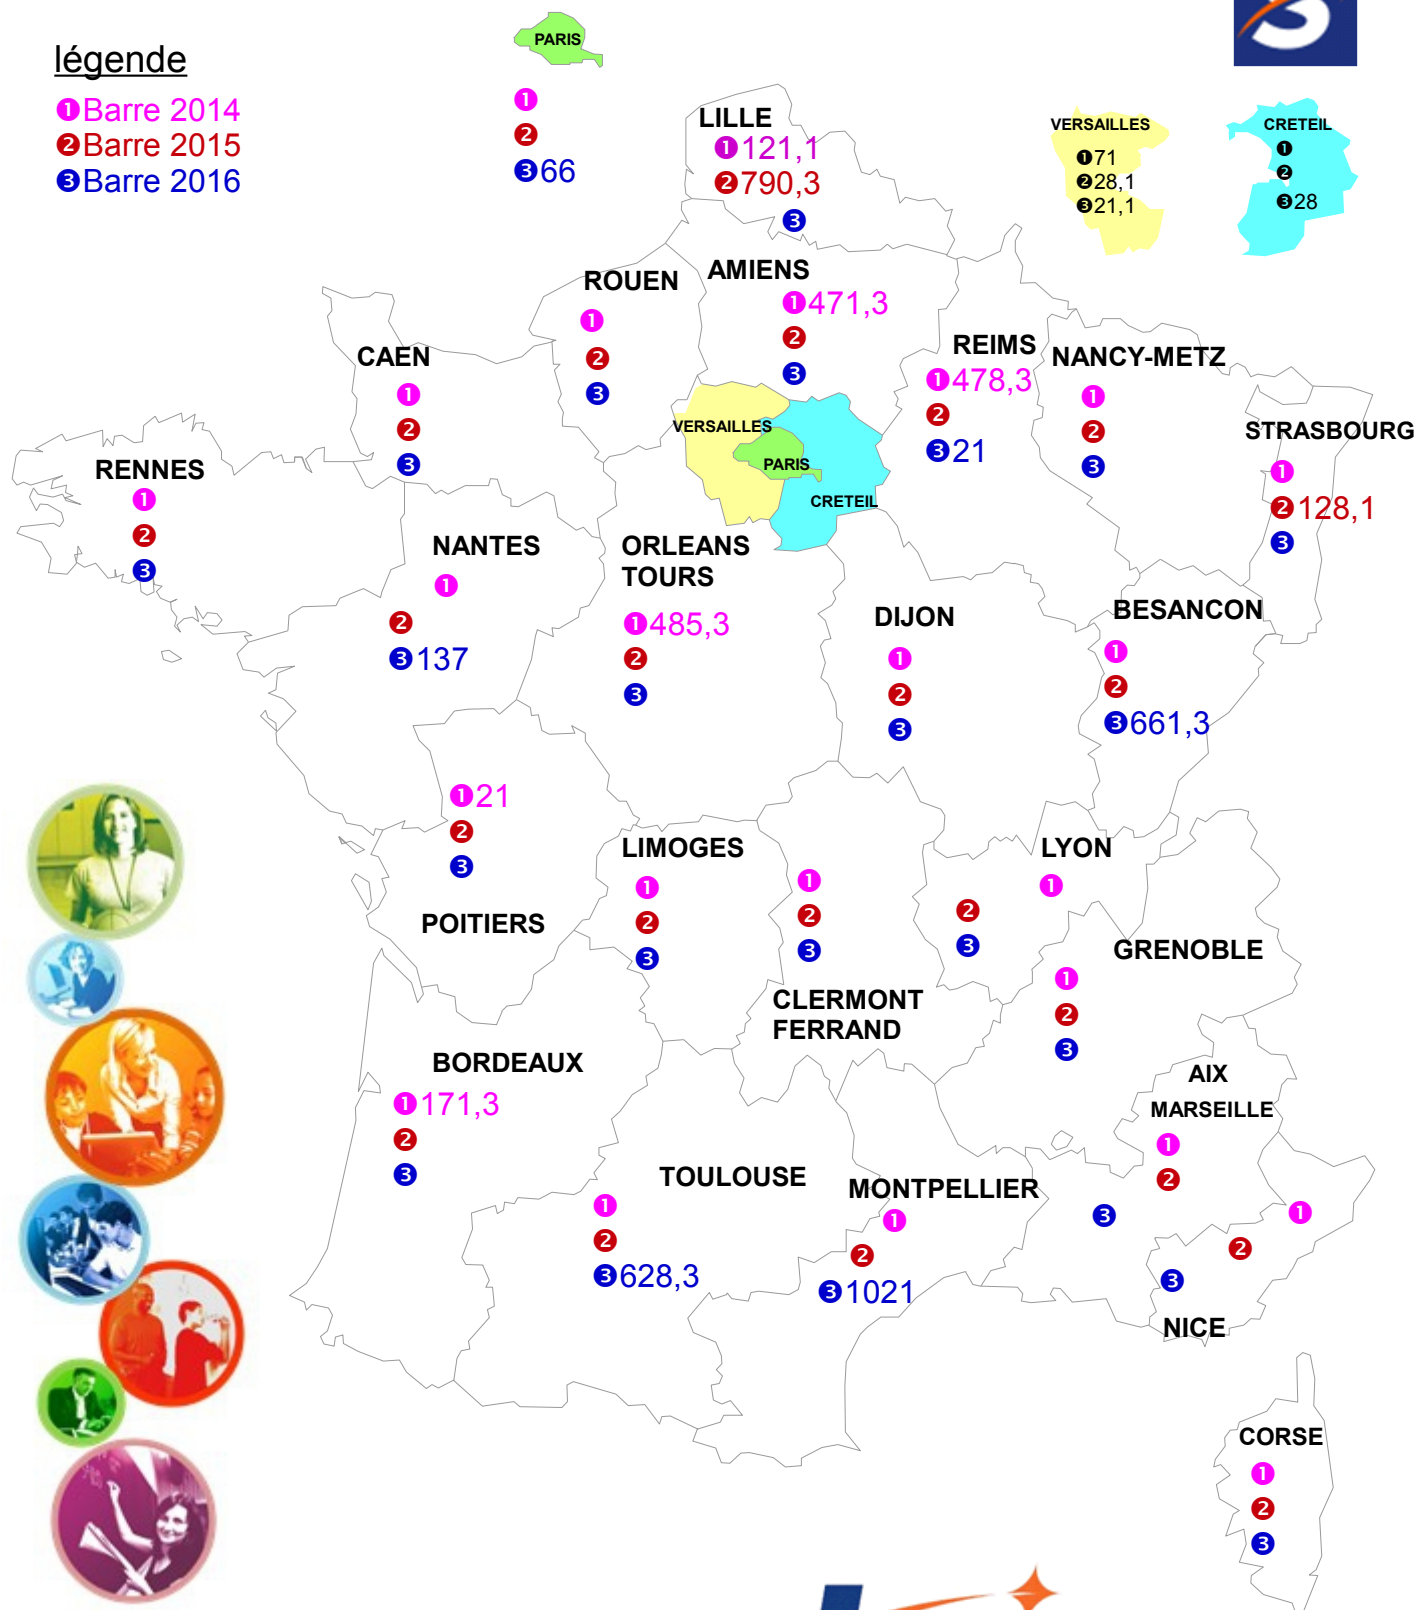 légende
❶Barre 2014
❷Barre 2015
❸Barre 2016
PARIS
❶
❷
❸66
LILLE
❶121,1
❷790,3
❸
VERSAILLES
❶71
❷28,1
❸21,1
CRETEIL
❶
❷
❸28
ROUEN
❶
❷
❸
AMIENS
❶471,3
❷
❸
CAEN
❶
❷
❸
REIMS
❶478,3
❷
❸21
NANCY-METZ
❶
❷
❸
STRASBOURG
❶
❷128,1
❸
VERSAILLES
PARIS
CRETEIL
RENNES
❶
❷
❸
NANTES
❶
❷
❸137
ORLEANS
TOURS
❶485,3
❷
❸
DIJON
❶
❷
❸
BESANCON
❶
❷
❸661,3
❶21
❷
❸
POITIERS
LIMOGES
❶
❷
❸
❶
❷
❸
CLERMONT
FERRAND
LYON
❶
❷
❸
GRENOBLE
❶
❷
❸
BORDEAUX
❶171,3
❷
❸
AIX
MARSEILLE
❶
❷
❸
TOULOUSE
❶
❷
❸628,3
MONTPELLIER
❶
❷
❸1021
❶
❷
❸
NICE
CORSE
❶
❷
❸